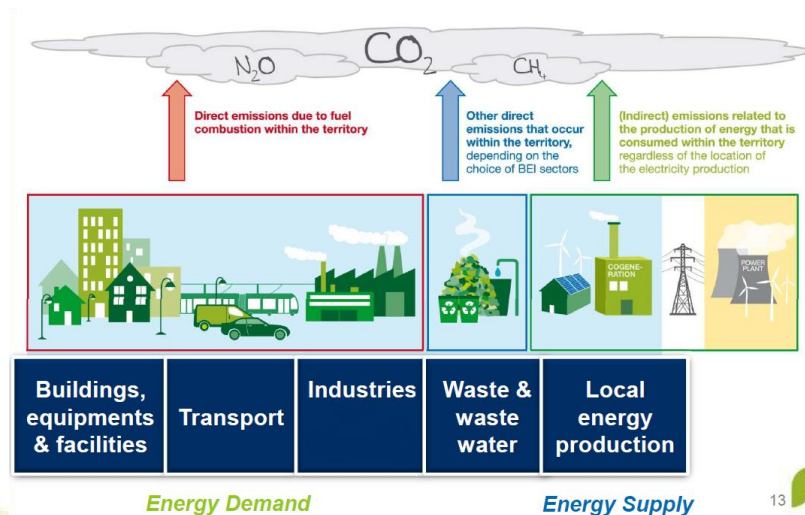 CO₂
N₂O
CH₄
Direct emissions due to fuel
combustion within the territory
Other direct
emissions that occur
within the territory,
depending on the
choice of BEI sectors
(Indirect) emissions related to
the production of energy that is
consumed within the territory
regardless of the location of
the electricity production
COGENE-
RATION
POWER
PLANT
Buildings,
equipments
& facilities
Transport
Industries
Waste &
waste
water
Local
energy
production
Energy Demand
Energy Supply
13